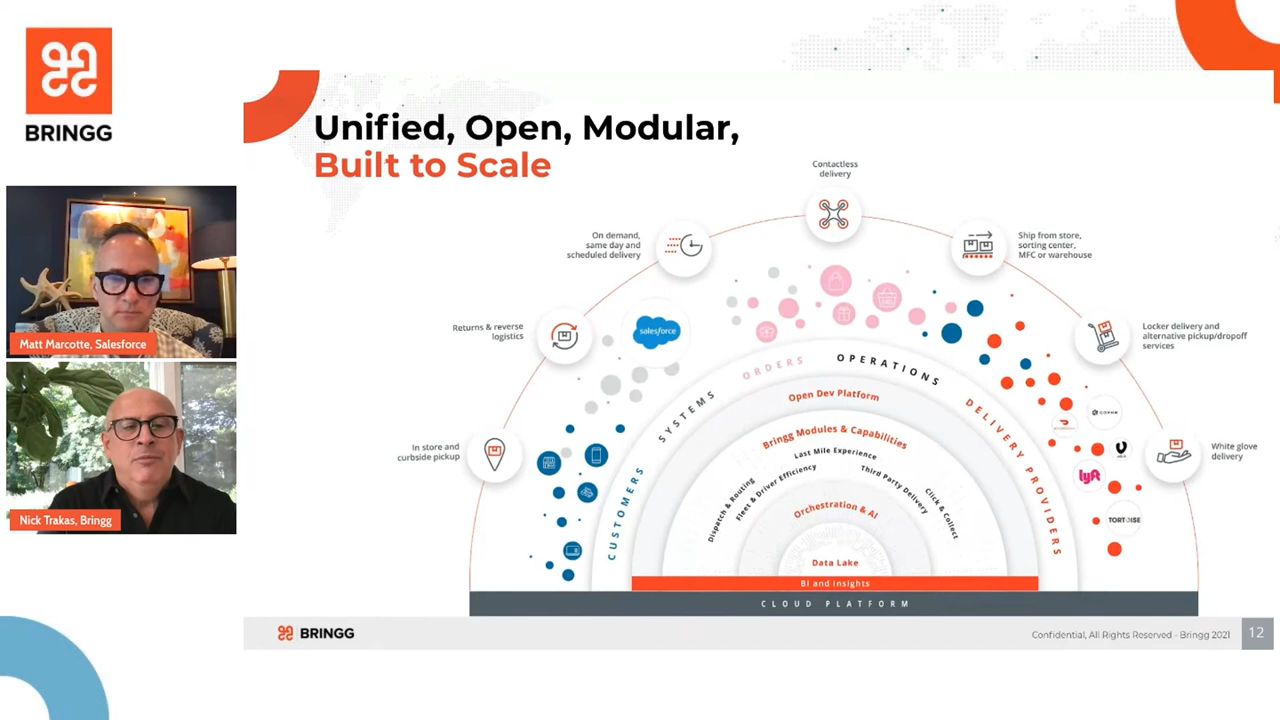 BRINGG
Unified, Open, Modular,
Built to Scale
Contactless
delivery
On demand,
same day and
scheduled delivery
Ship from store,
sorting center,
MFC or warehouse
Returns & reverse
logistics
salesforce
Locker delivery and
alternative pickup/dropoff
services
In store and
curbside pickup
White glove
delivery
CUSTOMERS
SYSTEMS
ORDERS
OPERATIONS
DELIVERY PROVIDERS
Open Dev Platform
Bringg Modules & Capabilities
Last Mile Experience
Dispatch & Routing
Fleet & Driver Efficiency
Third Party Delivery
Click & Collect
Orchestration & AI
Data Lake
BI and Insights
CLOUD PLATFORM
lyft
TORTOISE
Matt Marcotte, Salesforce
Nick Trakas, Bringg
BRINGG
Confidential, All Rights Reserved - Bringg 2021
12